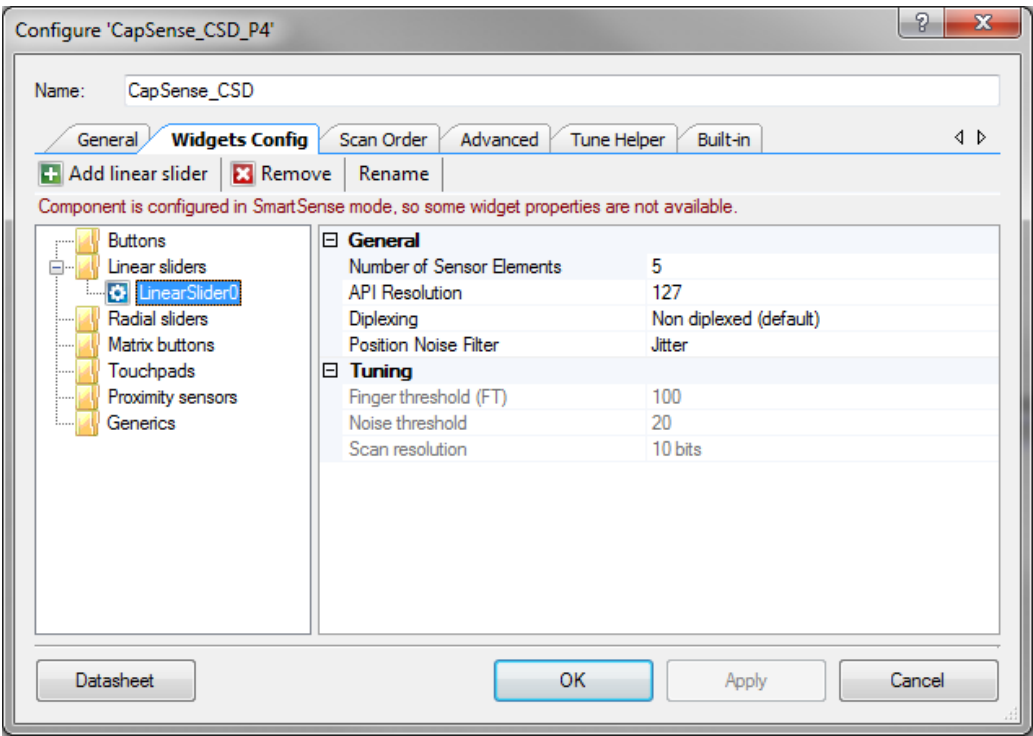 Configure 'CapSense_CSD_P4'
Name: CapSense_CSD
General Widgets Config Scan Order Advanced Tune Helper Built-in
Add linear slider Remove Rename
Component is configured in SmartSense mode, so some widget properties are not available.
Buttons
Linear sliders
LinearSlider0
Radial sliders
Matrix buttons
Touchpads
Proximity sensors
Generics
General
Number of Sensor Elements 5
API Resolution 127
Diplexing Non diplexed (default)
Position Noise Filter Jitter
Tuning
Finger threshold (FT) 100
Noise threshold 20
Scan resolution 10 bits
Datasheet OK Apply Cancel